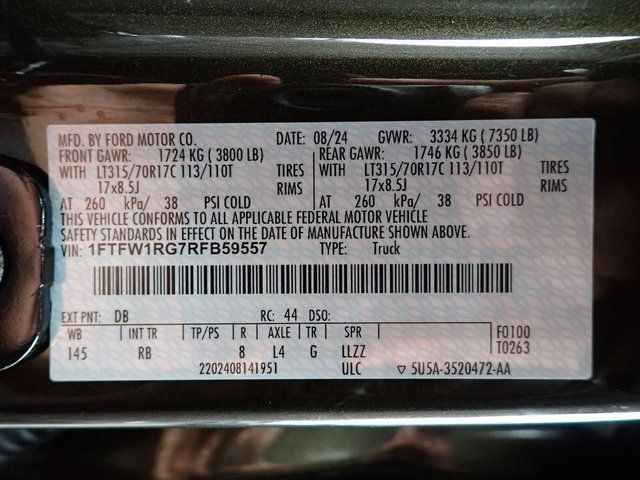 MFD. BY FORD MOTOR CO. DATE: 08/24 GVWR: 3334 KG ( 7350 LB)
FRONT GAWR: 1724 KG ( 3800 LB) REAR GAWR: 1746 KG ( 3850 LB)
WITH LT315/70R17C 113/110T TIRES WITH LT315/70R17C 113/110T TIRES
17x8.5J RIMS 17x8.5J RIMS
AT 260 kPa/ 38 PSI COLD AT 260 kPa/ 38 PSI COLD
THIS VEHICLE CONFORMS TO ALL APPLICABLE FEDERAL MOTOR VEHICLE
SAFETY STANDARDS IN EFFECT ON THE DATE OF MANUFACTURE SHOWN ABOVE.
VIN: 1FTFW1RG7RFB59557 TYPE: Truck
EXT PNT: DB RC: 44 DSO:
WB INT TR TP/PS R AXLE TR SPR F0100
145 RB 8 L4 G LLZZ T0263
2202408141951 ULC ▽ 5U5A-3520472-AA